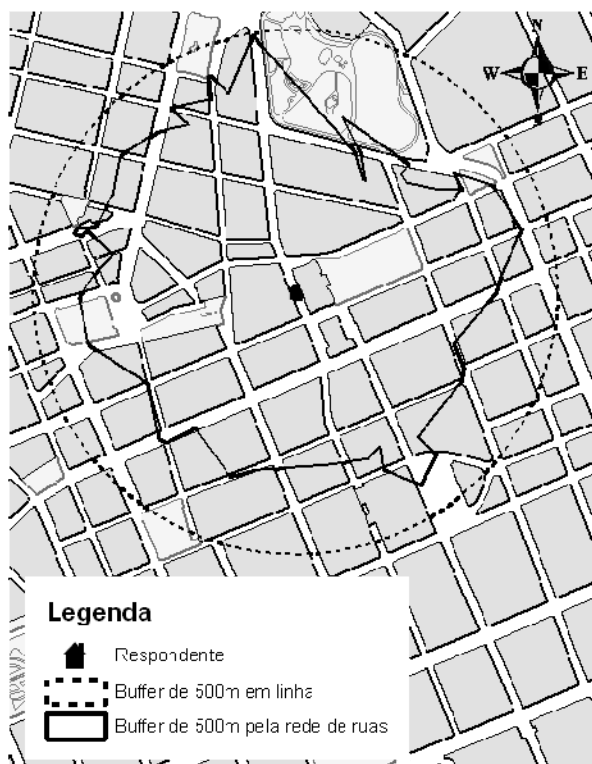 N
W E
S
Legenda
Respondente
Buffer de 500m em linha
Buffer de 500m pela rede de ruas